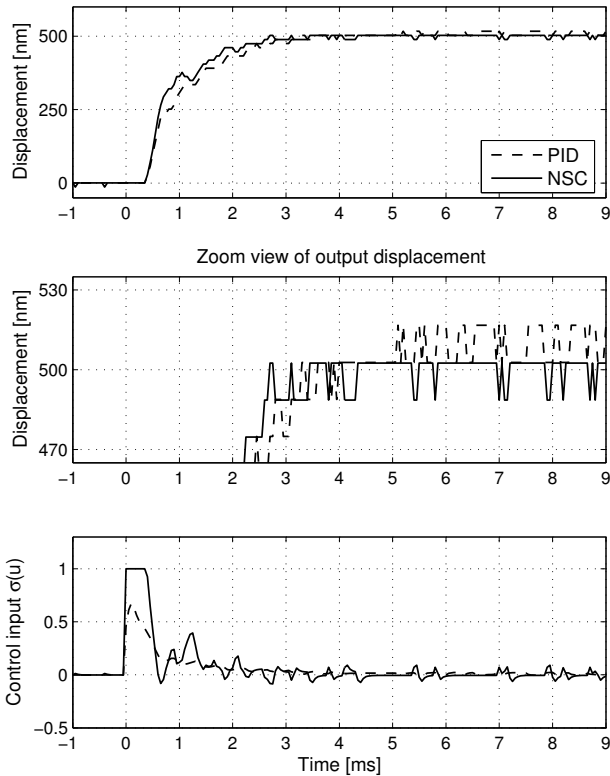 500
250
0
Displacement [nm]
PID
NSC
−1 0 1 2 3 4 5 6 7 8 9
Zoom view of output displacement
530
500
470
Displacement [nm]
−1 0 1 2 3 4 5 6 7 8 9
1
0.5
0
−0.5
Control input σ(u)
−1 0 1 2 3 4 5 6 7 8 9
Time [ms]